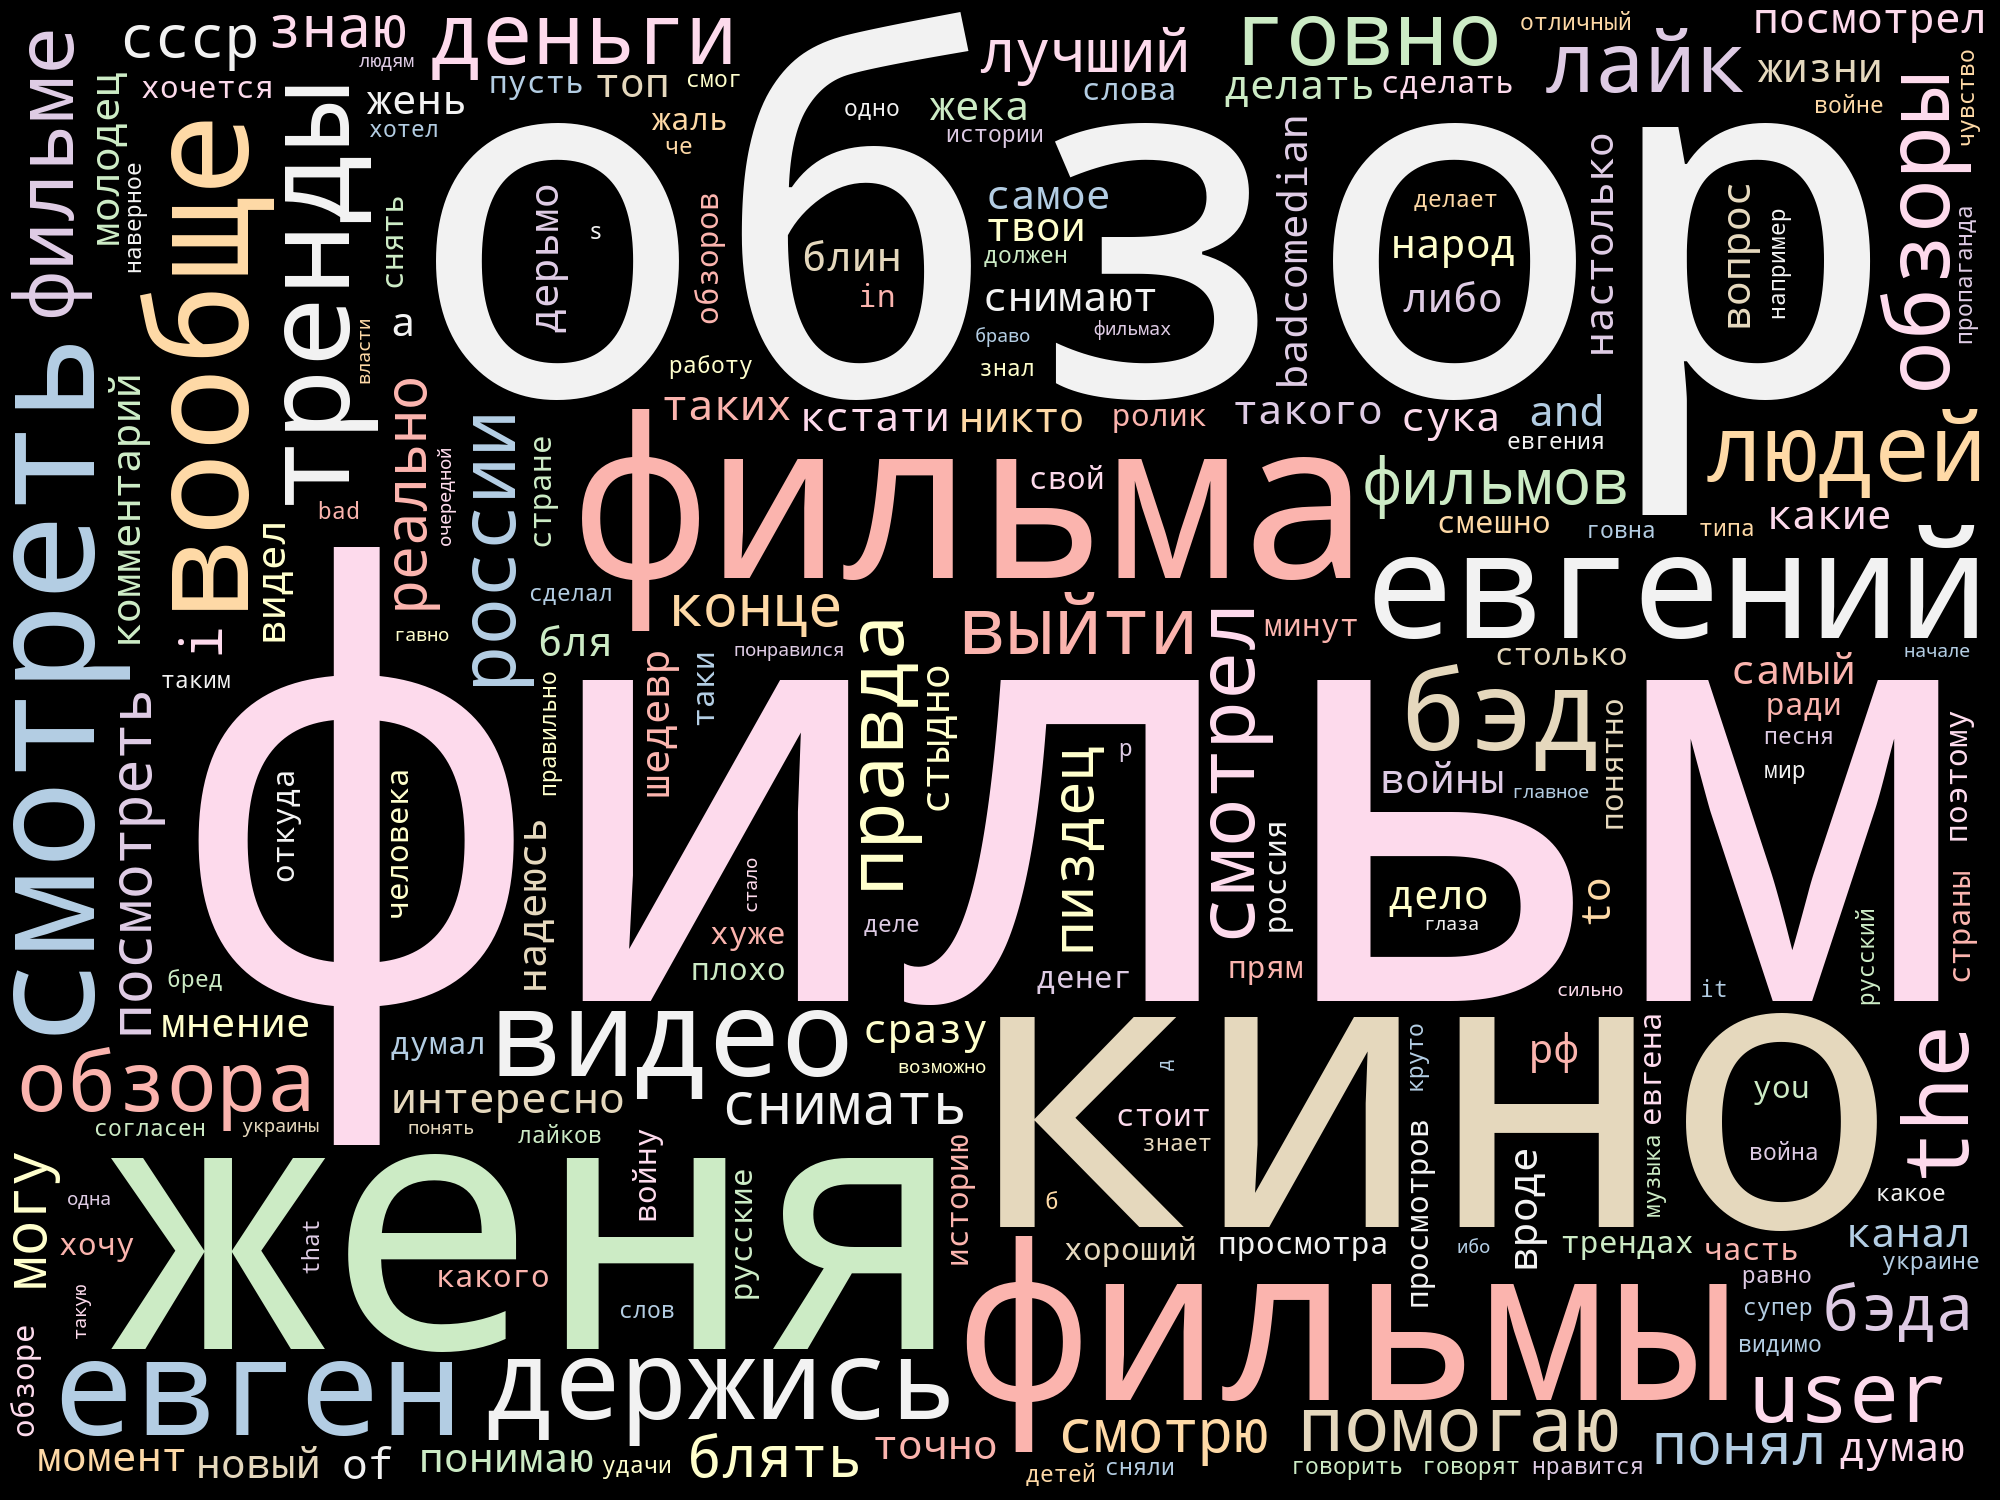 ссср
знаю
деньги
лучший
говно
отличный
лайк
посмотрел
фильме
людям
хочется
молодец
наверное
вообще
тренды
жень
хотел
пусть
топ
смог
жаль
че
одно
жека
истории
слова
делать
сделать
жизни
войне
чувство
обзор
обзоры
пропаганда
снять
а
власти
дерьмо
s
обзоров
блин
in
самое
твои
должен
снимают
браво
фильмах
знал
работу
badcomedian
делает
народ
либо
настолько
вопрос
например
смотреть
комментарий
видел
bad
реально
очередной
россии
стране
таких
кстати
никто
ролик
такого
сука
and
евгения
людей
фильма
свой
фильмов
смешно
говна
типа
какие
i
таким
гавно
сделал
бля
конце
понравился
выйти
минут
евгений
начале
посмотреть
фильм
откуда
человека
правильно
надеюсь
шедевр
таки
правда
стыдно
смотрел
россия
пиздец
р
столько
бэд
войны
главное
понятно
самый
ради
песня
мир
поэтому
страны
русский
стало
хуже
плохо
деле
денег
прям
дело
глаза
to
сильно
it
бред
мнение
думал
видео
сразу
возможно
кино
д
круто
рф
евгена
you
война
the
обзора
согласен
украины
интересно
понять
лайков
снимать
стоит
знает
б
просмотров
вроде
музыка
какое
могу
одна
хочу
такую
женя
that
какого
войну
слов
русские
историю
хороший
просмотра
ибо
трендах
часть
канал
украине
равно
супер
видимо
бэда
обзоре
евген
держись
фильмы
user
момент
новый
of
понимаю
удачи
блять
точно
смотрю
детей
сняли
помогаю
говорить
говорят
нравится
понял
думаю